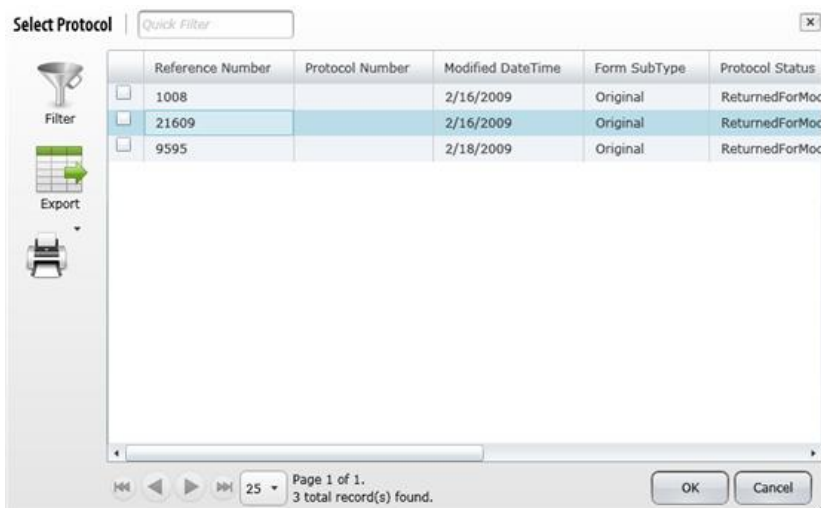 Select Protocol Quick Filter x
Reference Number Protocol Number Modified DateTime Form SubType Protocol Status
1008 2/16/2009 Original ReturnedForMod
21609 2/16/2009 Original ReturnedForMod
9595 2/18/2009 Original ReturnedForMod
Filter
Export
25
Page 1 of 1.
3 total record(s) found.
OK Cancel